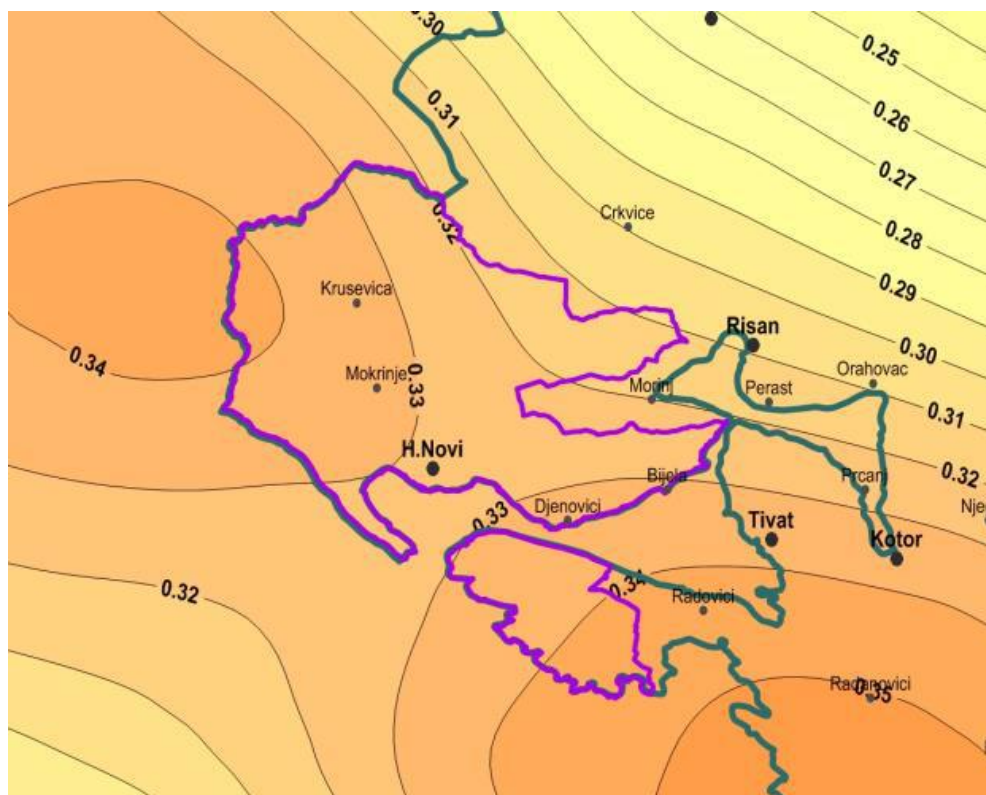 0.30
0.25
0.31
0.26
0.27
Crkvice
0.32
0.28
Krusevica
0.29
Risan
0.30
0.34
Mokrinje
0.33
Morinj
Perast
Orahovac
0.31
H.Novi
0.32
Bijela
Prcanj
Djenovici
0.33
Tivat
Kotor
0.32
0.34
Radovici
Radanovici
0.35